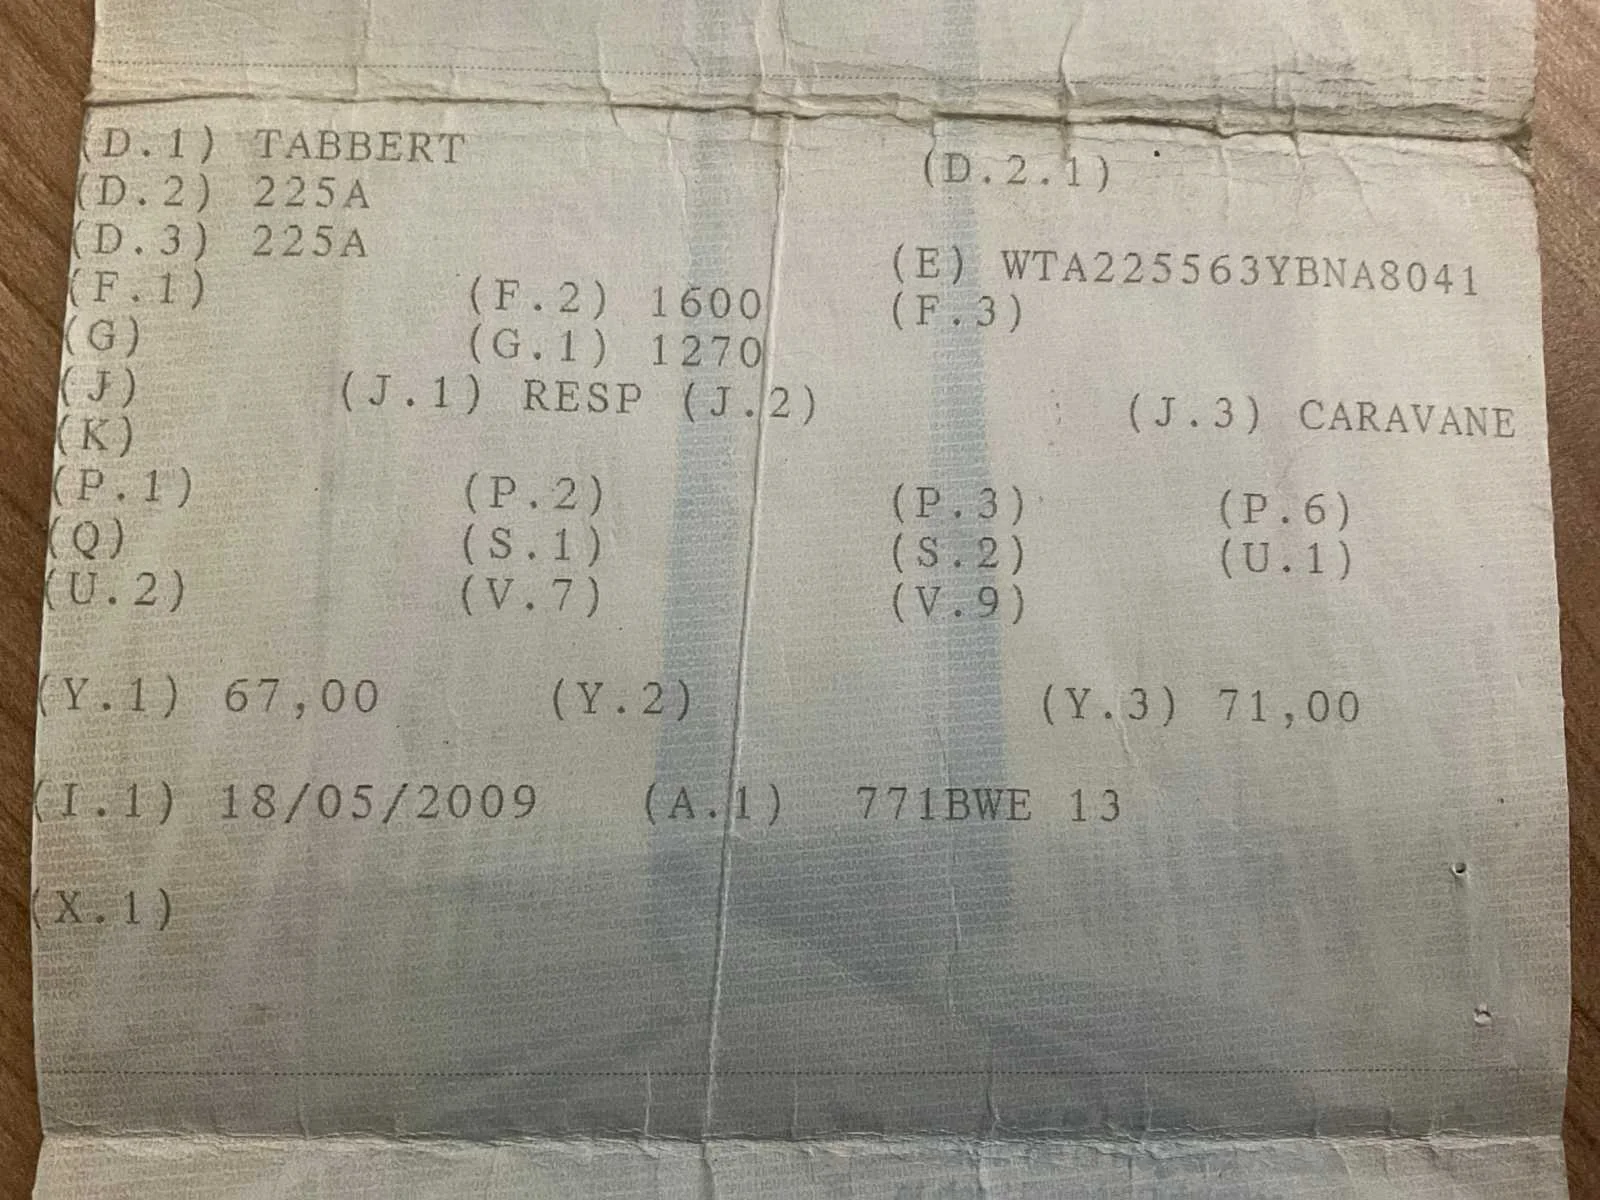 (D.1) TABBERT
(D.2.1)
(D.2) 225A
(D.3) 225A
(E) WTA225563YBNA8041
(F.1) (F.2) 1600 (F.3)
(G) (G.1) 1270
(J) (J.1) RESP (J.2) (J.3) CARAVANE
(K)
(P.1) (P.2) (P.3) (P.6)
(Q) (S.1) (S.2) (U.1)
(U.2) (V.7) (V.9)
(Y.1) 67,00 (Y.2) (Y.3) 71,00
(I.1) 18/05/2009 (A.1) 771BWE 13
(X.1)